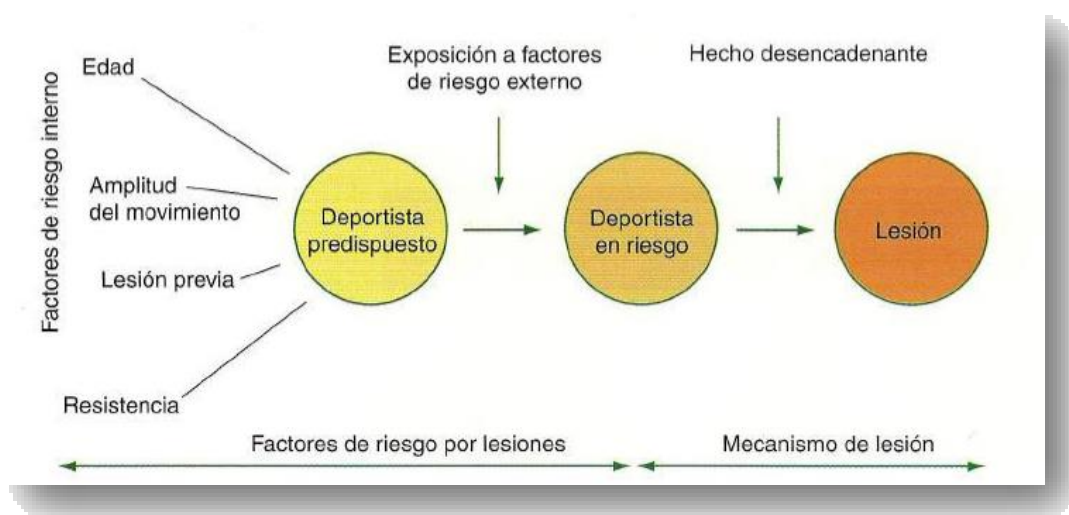 Factores de riesgo interno
Edad
Amplitud
del movimiento
Lesión previa
Resistencia
Exposición a factores
de riesgo externo
Hecho desencadenante
Deportista
predispuesto
Deportista
en riesgo
Lesión
Factores de riesgo por lesiones
Mecanismo de lesión